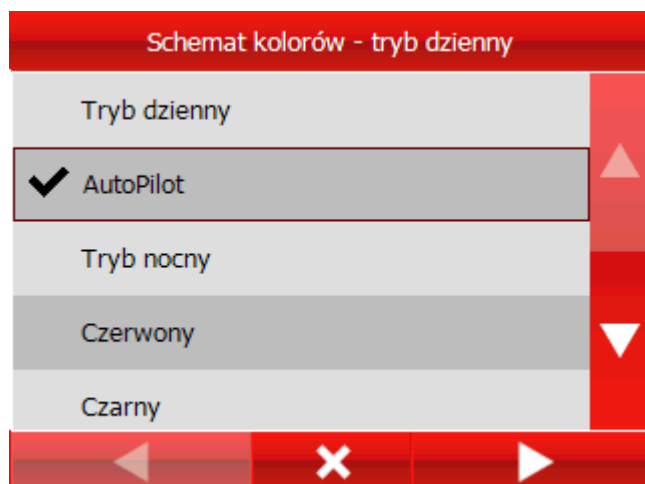 Schemat kolorów - tryb dzienny
Tryb dzienny
AutoPilot
Tryb nocny
Czerwony
Czarny